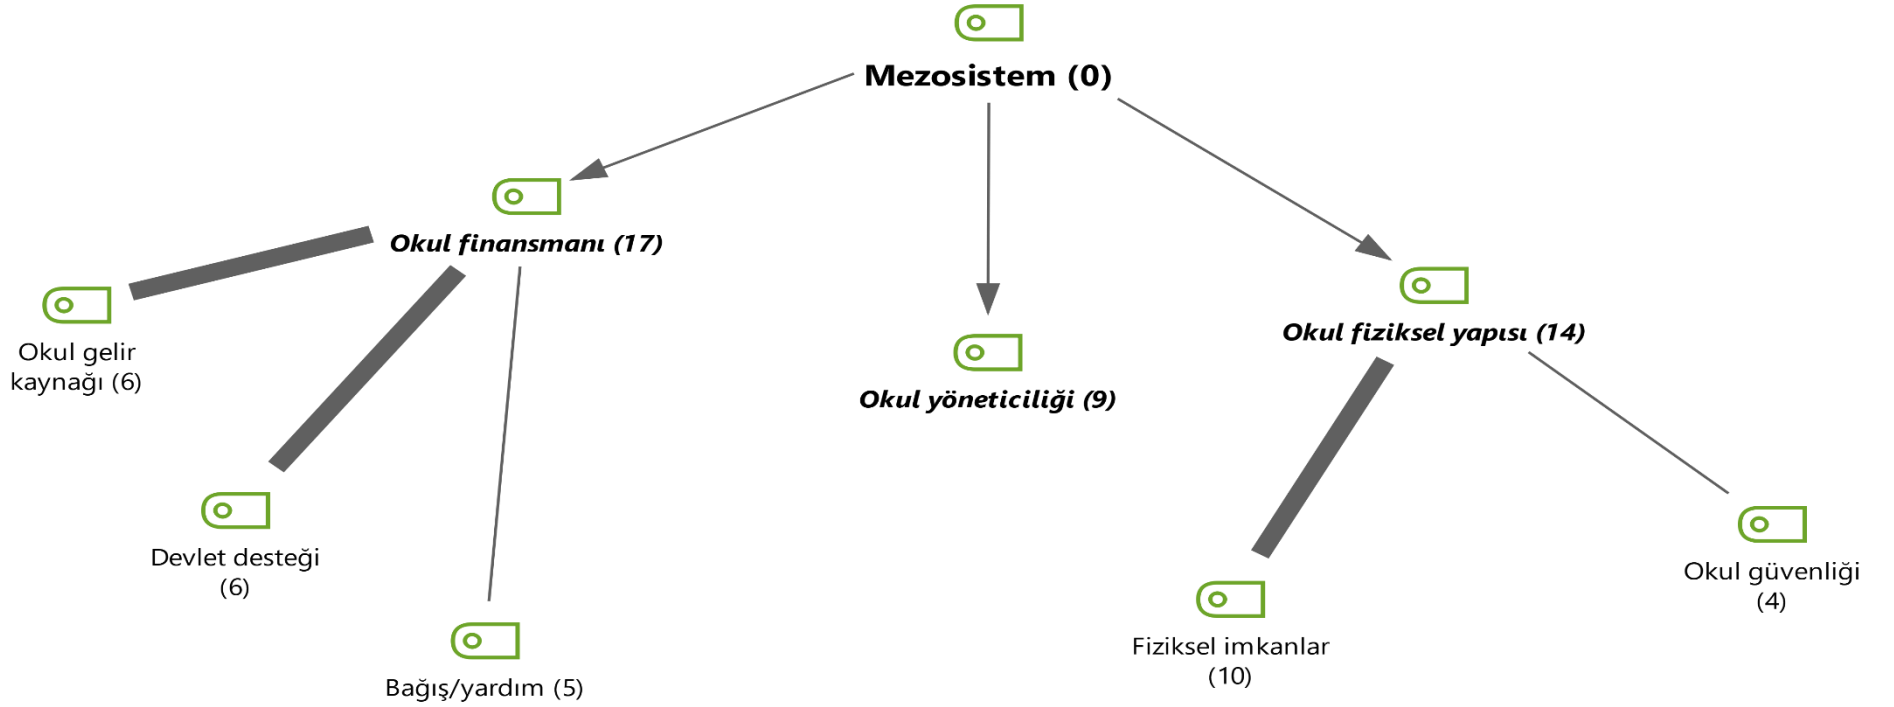 Mezosistem (0)
Okul finansmanı (17)
Okul fiziksel yapısı (14)
Okul gelir
kaynağı (6)
Okul yöneticiliği (9)
Devlet desteği
(6)
Okul güvenliği
(4)
Fiziksel imkanlar
(10)
Bağış/yardım (5)